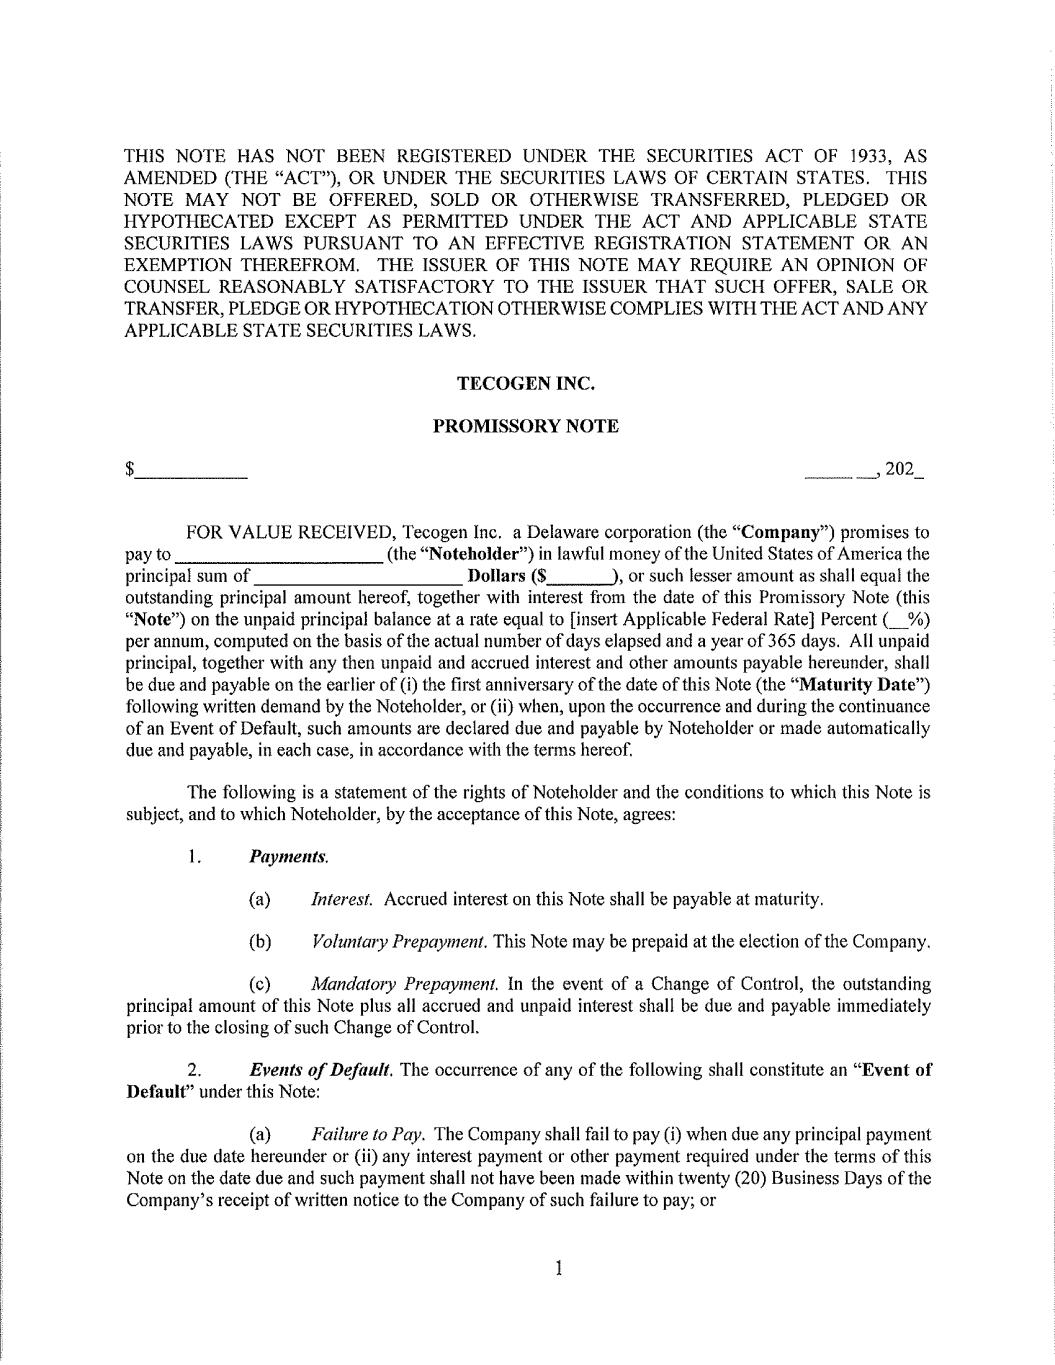 THIS NOTE HAS NOT BEEN REGISTERED UNDER THE SECURITIES ACT OF 1933, AS
AMENDED (THE “ACT”), OR UNDER THE SECURITIES LAWS OF CERTAIN STATES. THIS
NOTE MAY NOT BE OFFERED, SOLD OR OTHERWISE TRANSFERRED, PLEDGED OR
HYPOTHECATED EXCEPT AS PERMITTED UNDER THE ACT AND APPLICABLE STATE
SECURITIES LAWS PURSUANT TO AN EFFECTIVE REGISTRATION STATEMENT OR AN
EXEMPTION THEREFROM. THE ISSUER OF THIS NOTE MAY REQUIRE AN OPINION OF
COUNSEL REASONABLY SATISFACTORY TO THE ISSUER THAT SUCH OFFER, SALE OR
TRANSFER, PLEDGE OR HYPOTHECATION OTHERWISE COMPLIES WITH THE ACT AND ANY
APPLICABLE STATE SECURITIES LAWS.
TECOGEN INC.
PROMISSORY NOTE
$____________ _____ __, 202_
FOR VALUE RECEIVED, Tecogen Inc. a Delaware corporation (the “Company”) promises to
pay to ______________________ (the “Noteholder”) in lawful money of the United States of America the
principal sum of ______________________ Dollars ($_______), or such lesser amount as shall equal the
outstanding principal amount hereof, together with interest from the date of this Promissory Note (this
“Note”) on the unpaid principal balance at a rate equal to [insert Applicable Federal Rate] Percent (__%)
per annum, computed on the basis of the actual number of days elapsed and a year of 365 days. All unpaid
principal, together with any then unpaid and accrued interest and other amounts payable hereunder, shall
be due and payable on the earlier of (i) the first anniversary of the date of this Note (the “Maturity Date”)
following written demand by the Noteholder, or (ii) when, upon the occurrence and during the continuance
of an Event of Default, such amounts are declared due and payable by Noteholder or made automatically
due and payable, in each case, in accordance with the terms hereof.
The following is a statement of the rights of Noteholder and the conditions to which this Note is
subject, and to which Noteholder, by the acceptance of this Note, agrees:
1. Payments.
(a) Interest. Accrued interest on this Note shall be payable at maturity.
(b) Voluntary Prepayment. This Note may be prepaid at the election of the Company.
(c) Mandatory Prepayment. In the event of a Change of Control, the outstanding
principal amount of this Note plus all accrued and unpaid interest shall be due and payable immediately
prior to the closing of such Change of Control.
2. Events of Default. The occurrence of any of the following shall constitute an “Event of
Default” under this Note:
(a) Failure to Pay. The Company shall fail to pay (i) when due any principal payment
on the due date hereunder or (ii) any interest payment or other payment required under the terms of this
Note on the date due and such payment shall not have been made within twenty (20) Business Days of the
Company’s receipt of written notice to the Company of such failure to pay; or
1